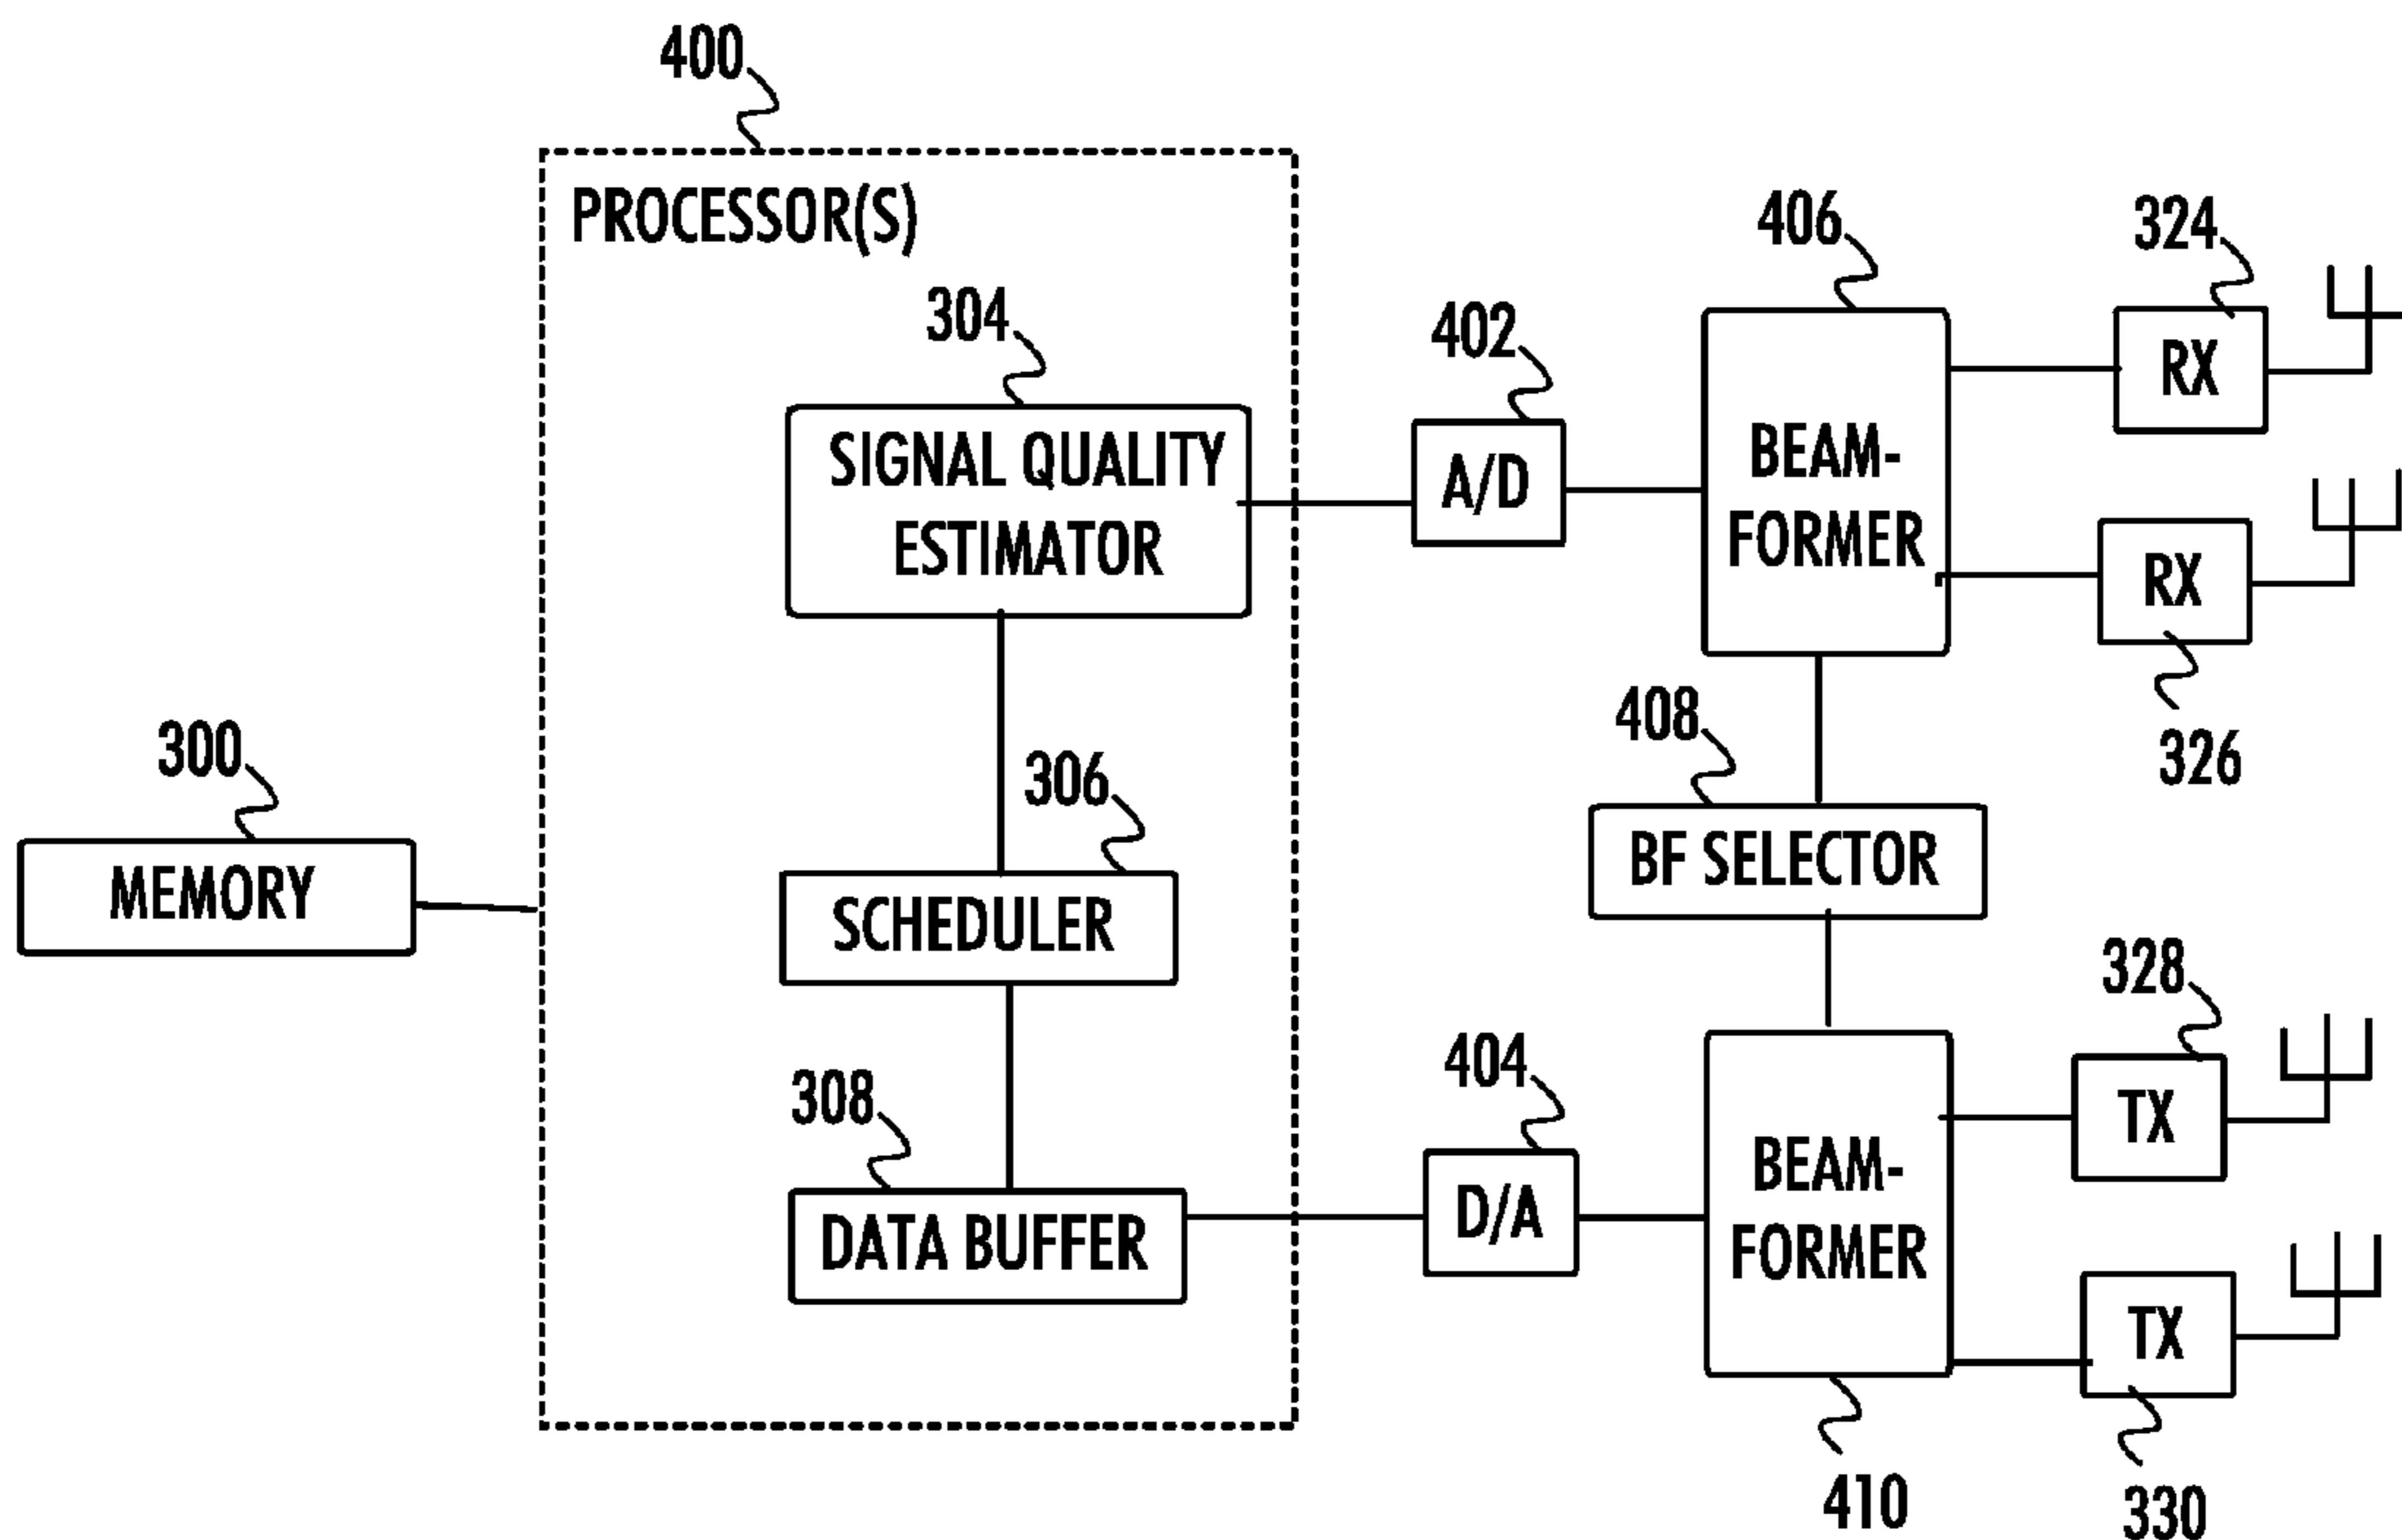 400
PROCESSOR(S)
304
SIGNAL QUALITY
ESTIMATOR
402
A/D
406
BEAM-
FORMER
324
RX
RX
326
408
BF SELECTOR
300
MEMORY
306
SCHEDULER
308
DATA BUFFER
404
D/A
BEAM-
FORMER
410
328
TX
TX
330